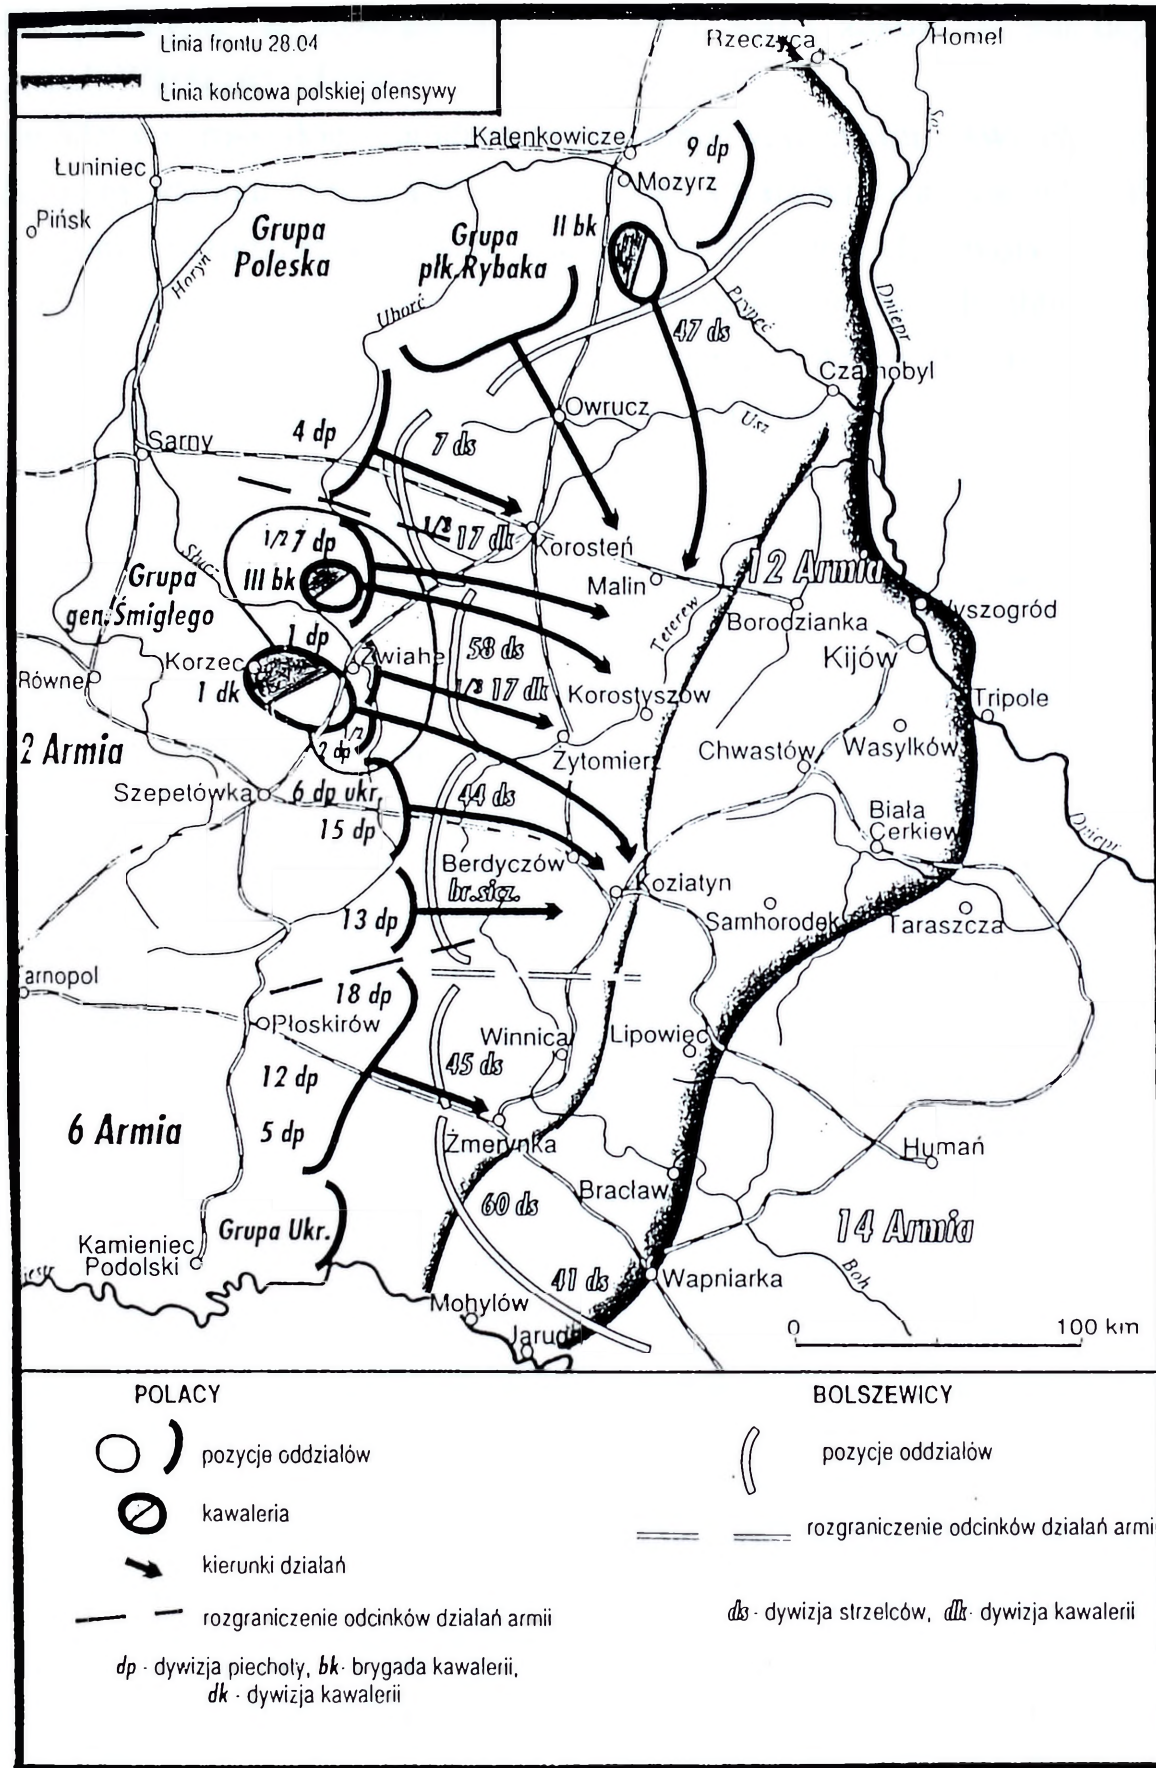 Linia frontu 28.04
Linia końcowa polskiej ofensywy
Rzeczyca
Homel
Kalenkowicze
9 dp
Łuniniec
Mozyrz
Pińsk
Grupa
Poleska
Grupa
płk.Rybaka
II bk
Horyń
Uborć
Prypeć
Dniepr
47 ds
Czarnobyl
Owrucz
Usz
4 dp
7 ds
Sarny
1/2 17 dk
Korosteń
1/2 7 dp
III bk
Słucz
Grupa
gen.Śmigłego
Malin
12 Armia
Borodzianka
Wyszogród
Teterew
Kijów
1 dp
Korzec
Zwiahel
58 ds
1 dk
1/2 17 dk
Korostyszów
Równe
Tripole
2 Armia
1/2
2 dp
Żytomierz
Chwastów
Wasylków
Szepetówka
6 dp ukr.
44 ds
15 dp
Biała
Cerkiew
Dniepr
Berdyczów
br.sicz.
Koziatyn
13 dp
Samhorodek
Taraszcza
arnopol
18 dp
Płoskirów
Winnica
Lipowiec
45 ds
12 dp
6 Armia
5 dp
Żmerynka
Humań
60 ds
Bracław
Grupa Ukr.
14 Armia
Kamieniec
Podolski
41 ds
Wapniarka
Boh
Mohylów
Jaruga
0
100 km
POLACY
pozycje oddziałów
kawaleria
kierunki działań
rozgraniczenie odcinków działań armii
dp - dywizja piechoty, bk- brygada kawalerii,
dk - dywizja kawalerii
BOLSZEWICY
pozycje oddziałów
rozgraniczenie odcinków działań armi
ds - dywizja strzelców, dk - dywizja kawalerii